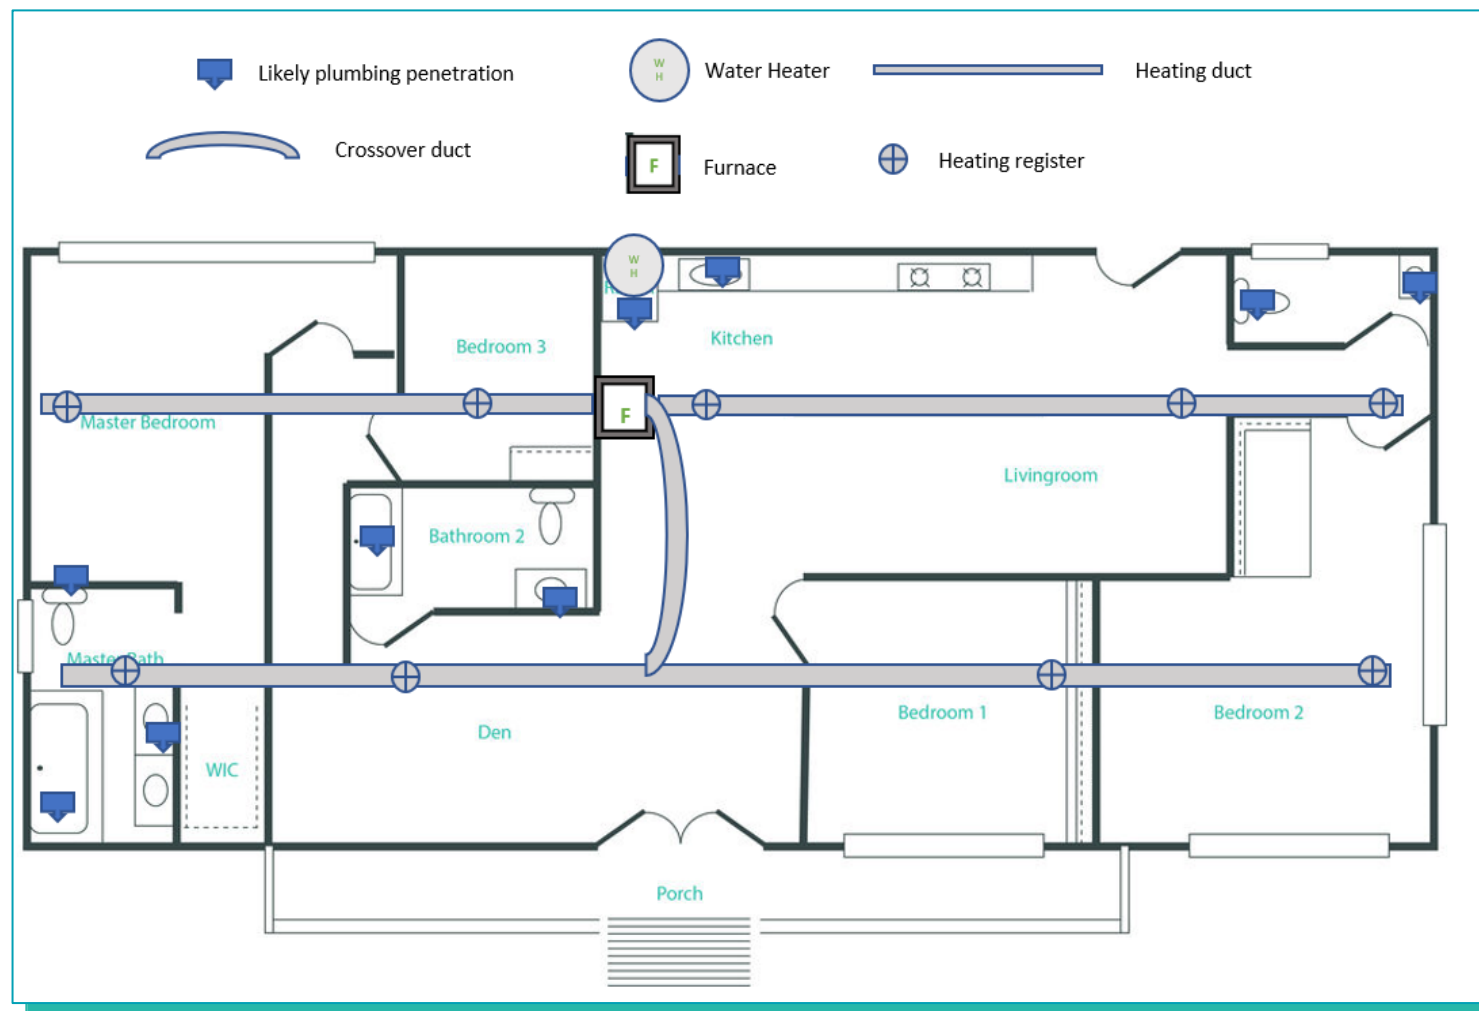 Likely plumbing penetration
W
H
Water Heater
Heating duct
Crossover duct
F
Furnace
Heating register
W
H
Kitchen
Bedroom 3
F
Master Bedroom
Livingroom
Bathroom 2
Master Bath
Bedroom 1
Bedroom 2
Den
WIC
Porch